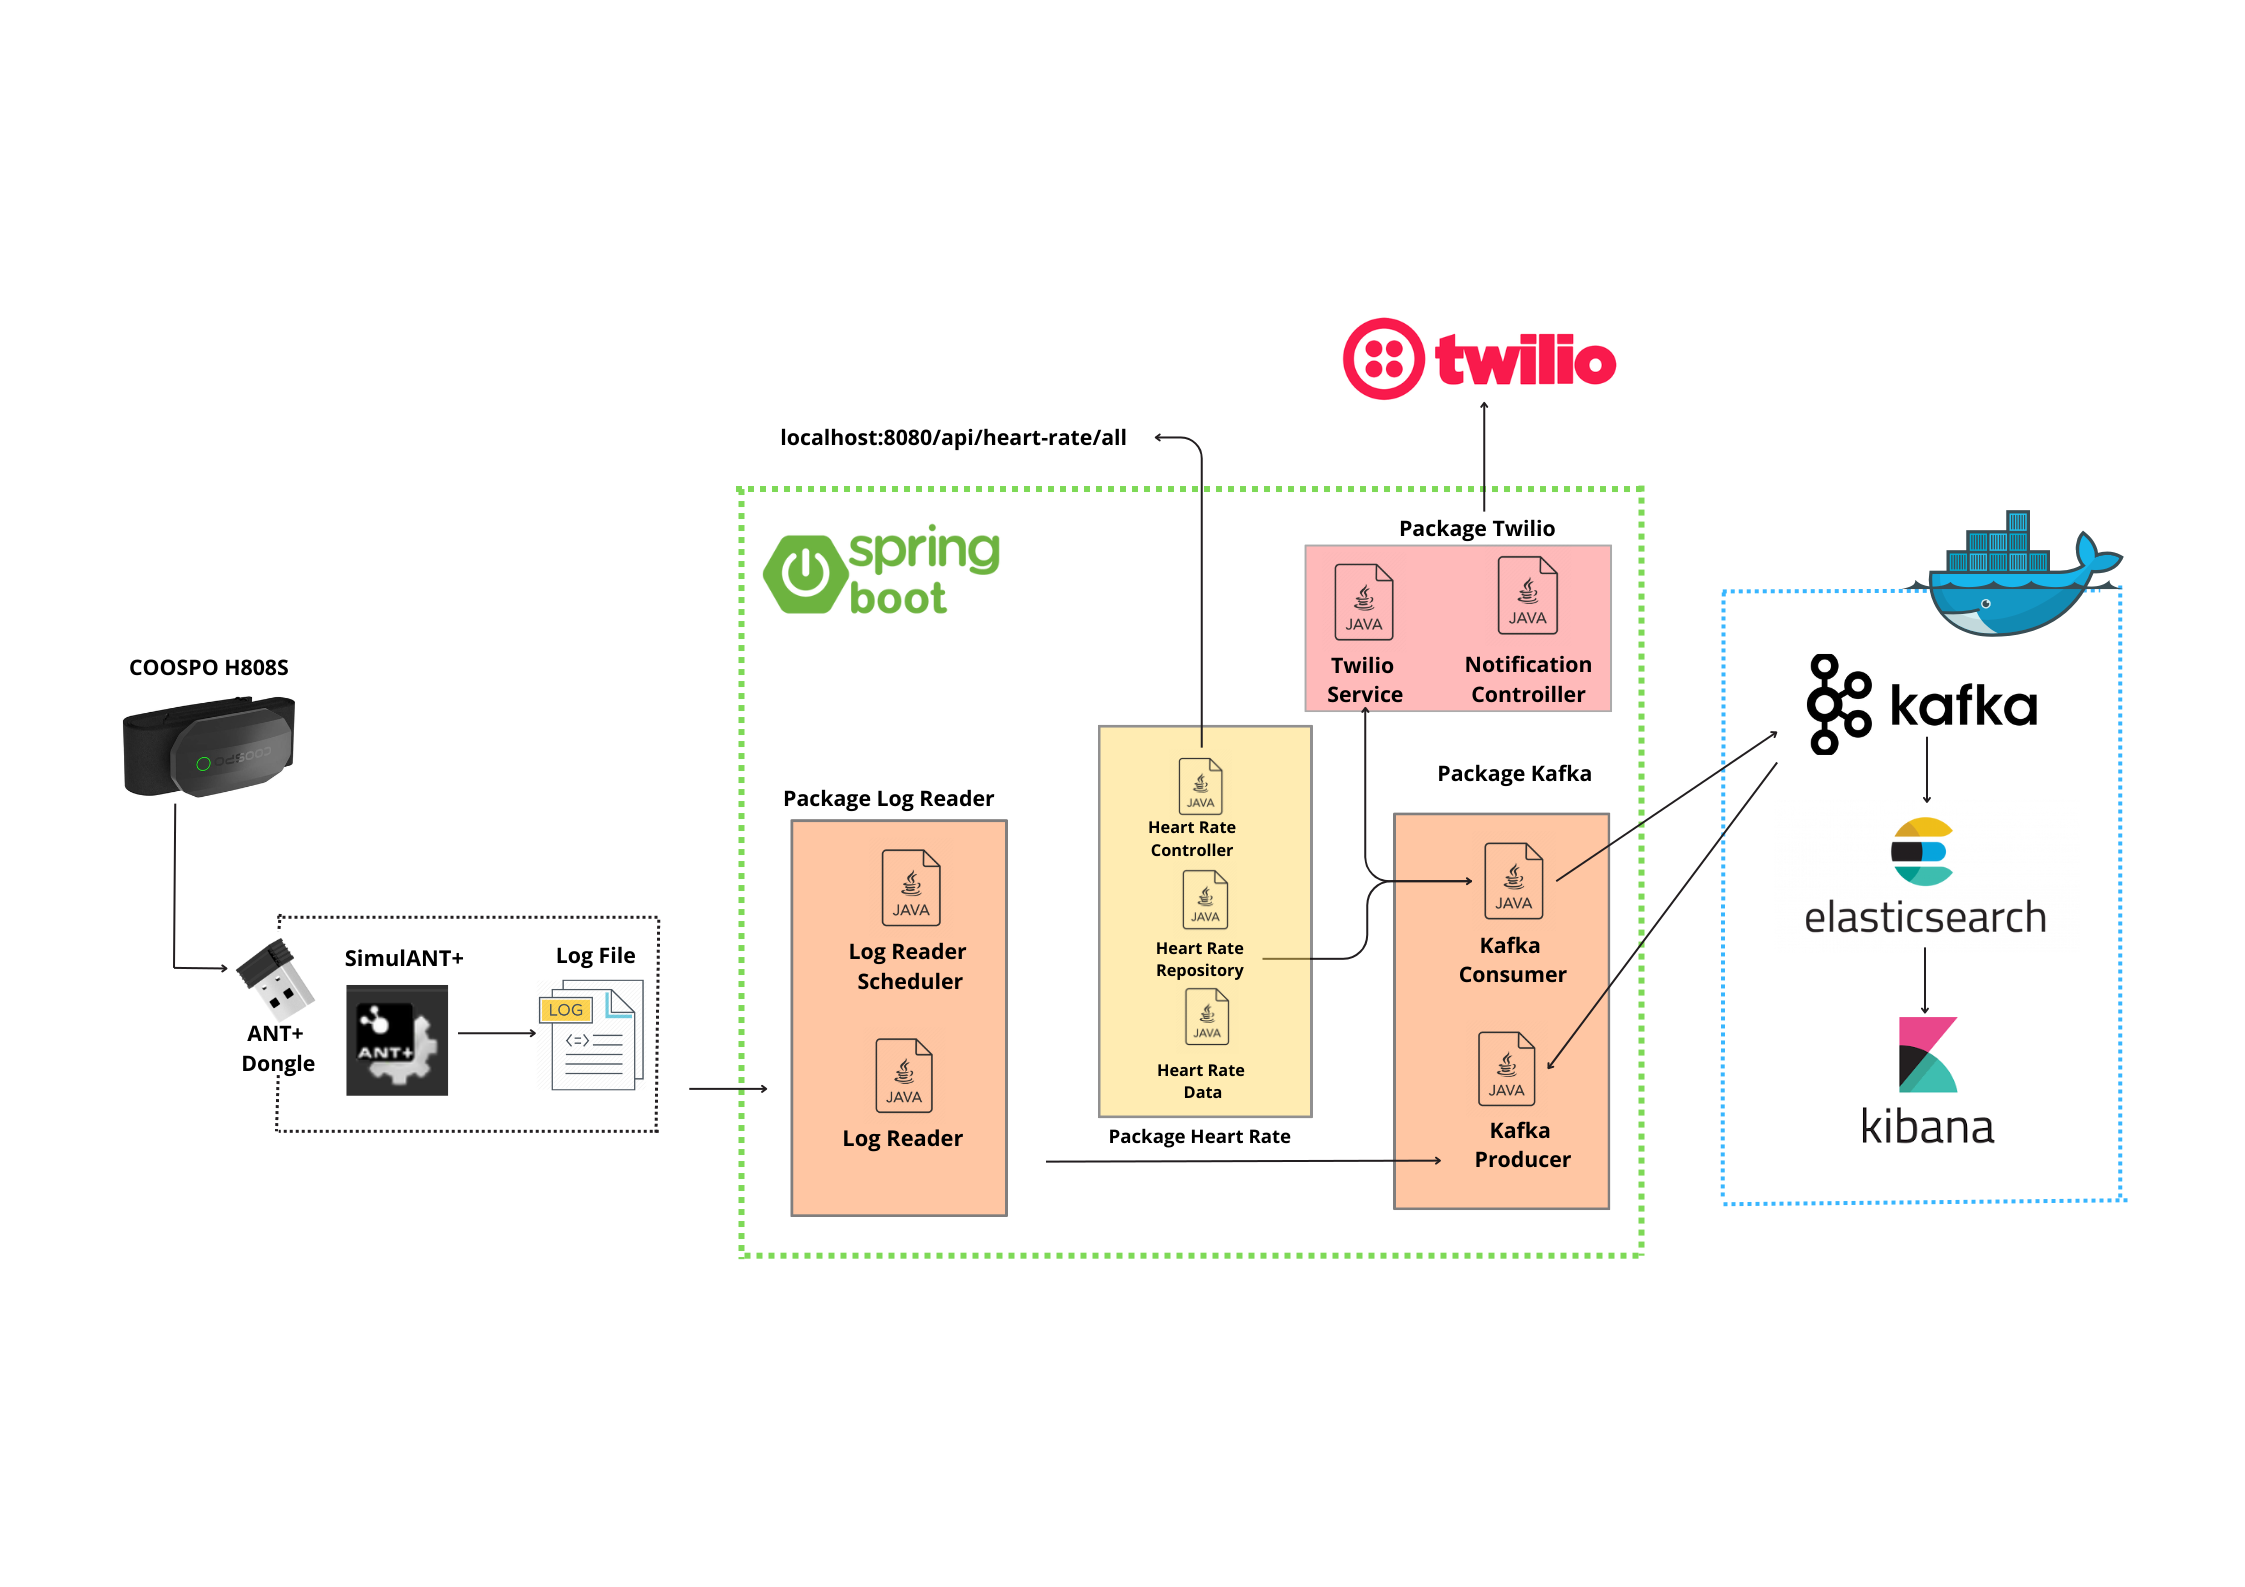 twilio
localhost:8080/api/heart-rate/all
spring
boot
Package Twilio
JAVA
JAVA
Twilio
Service
Notification
Controiller
COOSPO H808S
COOSPO
kafka
Package Kafka
Package Log Reader
JAVA
Heart Rate
Controller
JAVA
Heart Rate
Repository
JAVA
Heart Rate
Data
Package Heart Rate
JAVA
Log Reader
Scheduler
JAVA
Log Reader
JAVA
Kafka
Consumer
JAVA
Kafka
Producer
elasticsearch
kibana
SimulANT+
ANT+
Log File
LOG
<=>
ANT+
Dongle